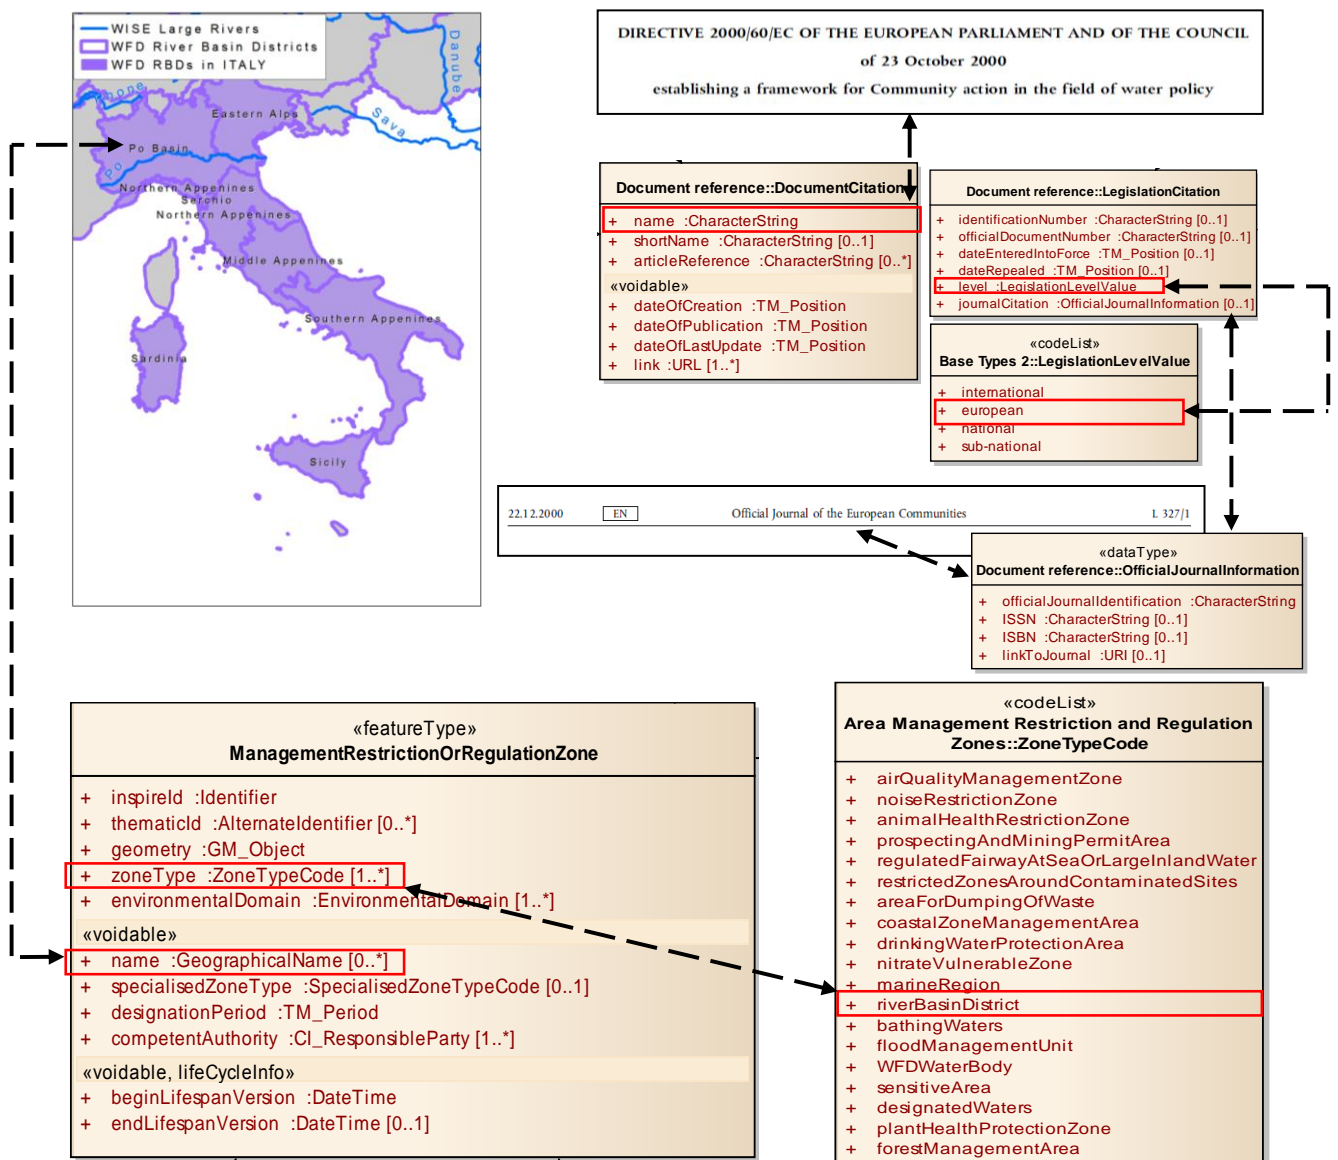 WISE Large Rivers
WFD River Basin Districts
WFD RBDs in ITALY
Rhone
Danube
Eastern Alps
Sava
Po Basin
Po
Northern Appenines
Serchio
Northern Appenines
Middle Appenines
Southern Appenines
Sardinia
Sicily
DIRECTIVE 2000/60/EC OF THE EUROPEAN PARLIAMENT AND OF THE COUNCIL
of 23 October 2000
establishing a framework for Community action in the field of water policy
Document reference::DocumentCitation
+ name :CharacterString
+ shortName :CharacterString [0..1]
+ articleReference :CharacterString [0..*]
«voidable»
+ dateOfCreation :TM_Position
+ dateOfPublication :TM_Position
+ dateOfLastUpdate :TM_Position
+ link :URL [1..*]
Document reference::LegislationCitation
+ identificationNumber :CharacterString [0..1]
+ officialDocumentNumber :CharacterString [0..1]
+ dateEnteredIntoForce :TM_Position [0..1]
+ dateRepealed :TM_Position [0..1]
+ level :LegislationLevelValue
+ journalCitation :OfficialJournalInformation [0..1]
«codeList»
Base Types 2::LegislationLevelValue
+ international
+ european
+ national
+ sub-national
22.12.2000 EN Official Journal of the European Communities L 327/1
«dataType»
Document reference::OfficialJournalInformation
+ officialJournalIdentification :CharacterString
+ ISSN :CharacterString [0..1]
+ ISBN :CharacterString [0..1]
+ linkToJournal :URI [0..1]
«featureType»
ManagementRestrictionOrRegulationZone
+ inspireId :Identifier
+ thematicId :AlternateIdentifier [0..*]
+ geometry :GM_Object
+ zoneType :ZoneTypeCode [1..*]
+ environmentalDomain :EnvironmentalDomain [1..*]
«voidable»
+ name :GeographicalName [0..*]
+ specialisedZoneType :SpecialisedZoneTypeCode [0..1]
+ designationPeriod :TM_Period
+ competentAuthority :CI_ResponsibleParty [1..*]
«voidable, lifeCycleInfo»
+ beginLifespanVersion :DateTime
+ endLifespanVersion :DateTime [0..1]
«codeList»
Area Management Restriction and Regulation
Zones::ZoneTypeCode
+ airQualityManagementZone
+ noiseRestrictionZone
+ animalHealthRestrictionZone
+ prospectingAndMiningPermitArea
+ regulatedFairwayAtSeaOrLargeInlandWater
+ restrictedZonesAroundContaminatedSites
+ areaForDumpingOfWaste
+ coastalZoneManagementArea
+ drinkingWaterProtectionArea
+ nitrateVulnerableZone
+ marineRegion
+ riverBasinDistrict
+ bathingWaters
+ floodManagementUnit
+ WFDWaterBody
+ sensitiveArea
+ designatedWaters
+ plantHealthProtectionZone
+ forestManagementArea